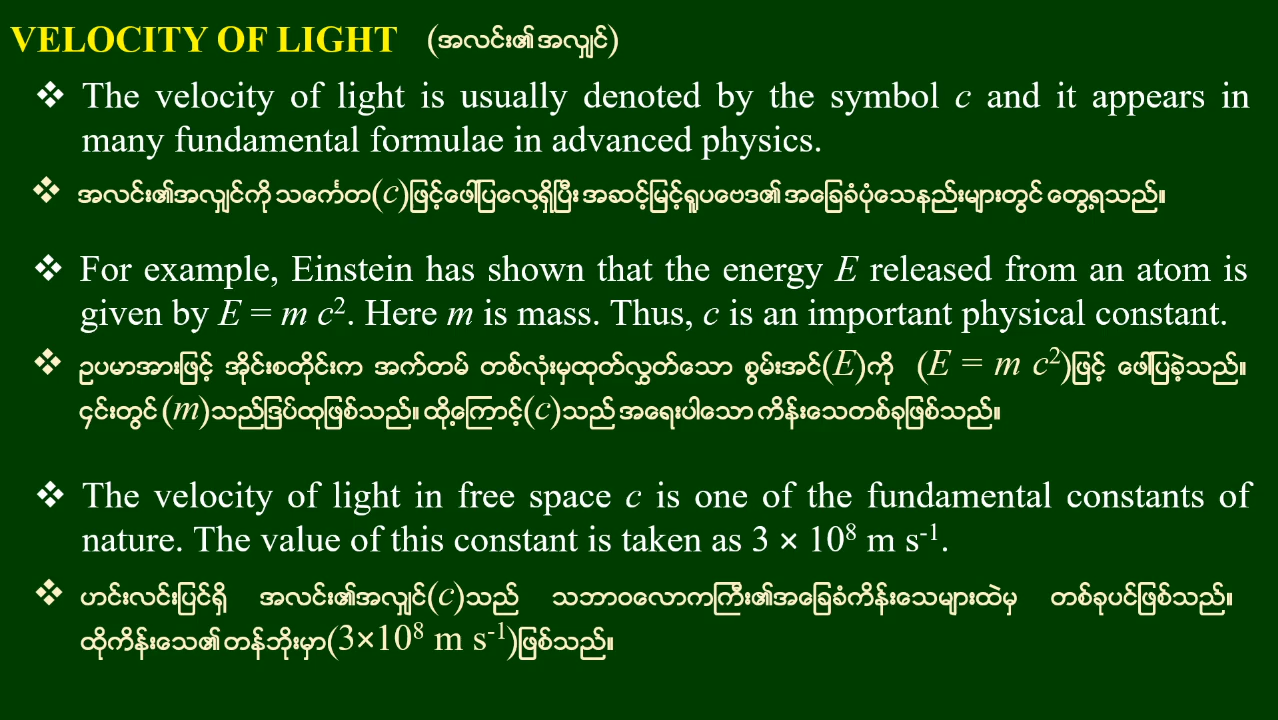 VELOCITY OF LIGHT (အလင်း၏အလျှင်)
❖ The velocity of light is usually denoted by the symbol c and it appears in
many fundamental formulae in advanced physics.
❖ အလင်း၏အလျှင်ကို သင်္ကေတ(c)ဖြင့်ဖေါ်ပြလေ့ရှိပြီး အဆင့်မြင့်ရူပဗေဒ၏ အခြေခံပုံသေနည်းများတွင် တွေ့ရသည်။
❖ For example, Einstein has shown that the energy E released from an atom is
given by E = m c². Here m is mass. Thus, c is an important physical constant.
❖ ဥပမာအားဖြင့် အိုင်းစတိုင်းက အက်တမ် တစ်လုံးမှထုတ်လွှတ်သော စွမ်းအင်(E)ကို (E = m c²)ဖြင့် ဖေါ်ပြခဲ့သည်။
၄င်းတွင် (m)သည်ဒြပ်ထုဖြစ်သည်။ ထို့ကြောင့်(c)သည် အရေးပါသော ကိန်းသေတစ်ခုဖြစ်သည်။
❖ The velocity of light in free space c is one of the fundamental constants of
nature. The value of this constant is taken as 3 × 10⁸ m s⁻¹.
❖ ဟင်းလင်းပြင်ရှိ အလင်း၏အလျှင်(c)သည် သဘာဝလောကကြီး၏အခြေခံကိန်းသေများထဲမှ တစ်ခုပင်ဖြစ်သည်။
ထိုကိန်းသေ၏ တန်ဘိုးမှာ(3×10⁸ m s⁻¹)ဖြစ်သည်။